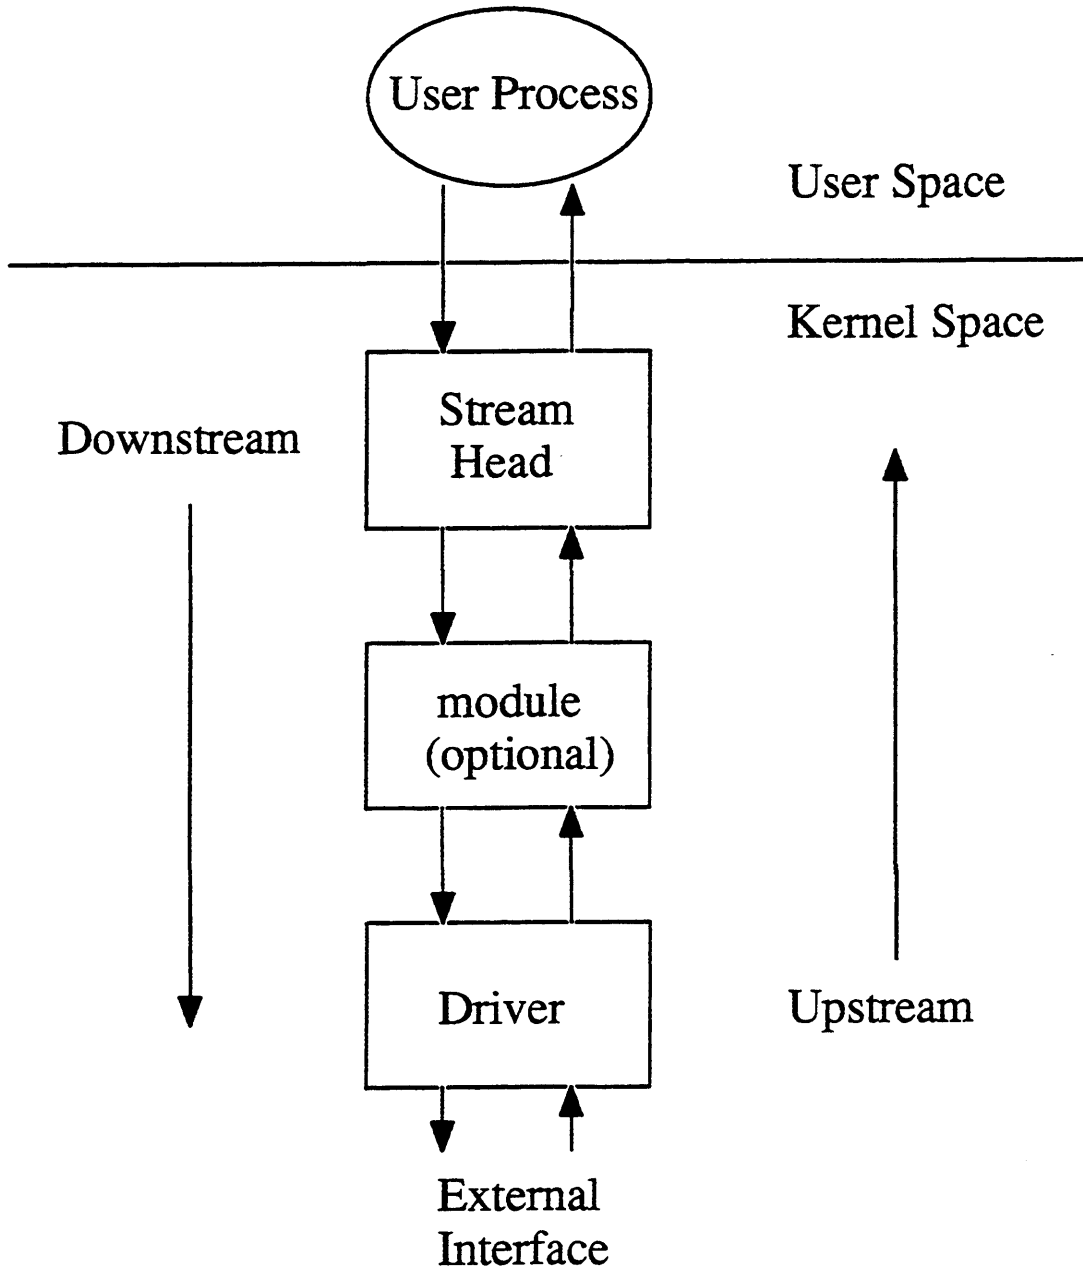 User Process
User Space
Kernel Space
Stream
Head
Downstream
module
(optional)
Driver
Upstream
External
Interface